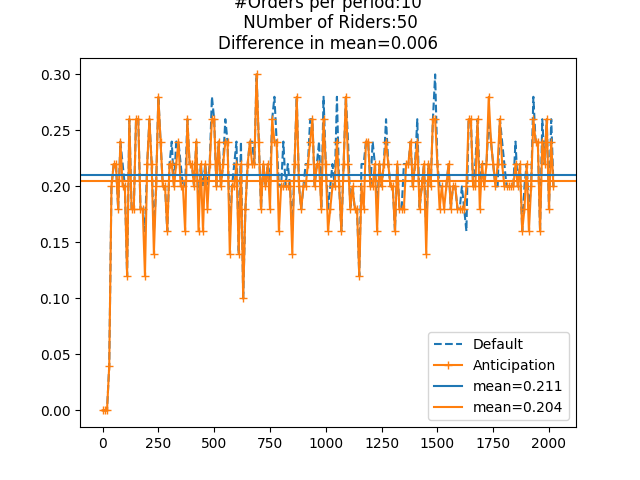 #Orders per period:10
NUmber of Riders:50
Difference in mean=0.006
0.30
0.25
0.20
0.15
0.10
0.05
0.00
0 250 500 750 1000 1250 1500 1750 2000
Default
Anticipation
mean=0.211
mean=0.204